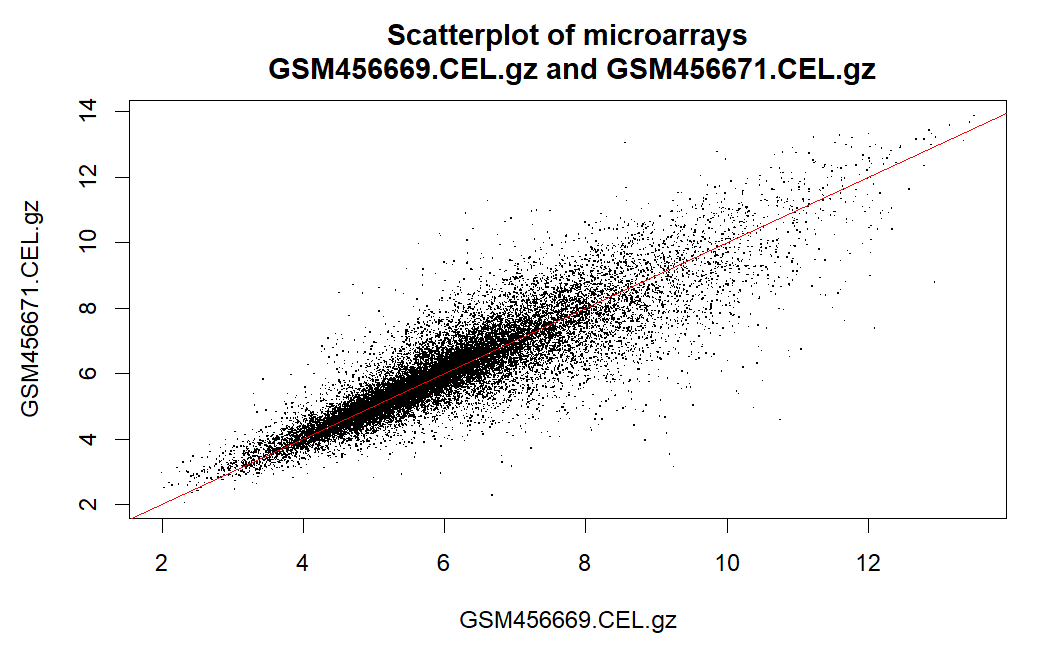 Scatterplot of microarrays
GSM456669.CEL.gz and GSM456671.CEL.gz
14
12
10
8
6
4
2
GSM456671.CEL.gz
2 4 6 8 10 12
GSM456669.CEL.gz